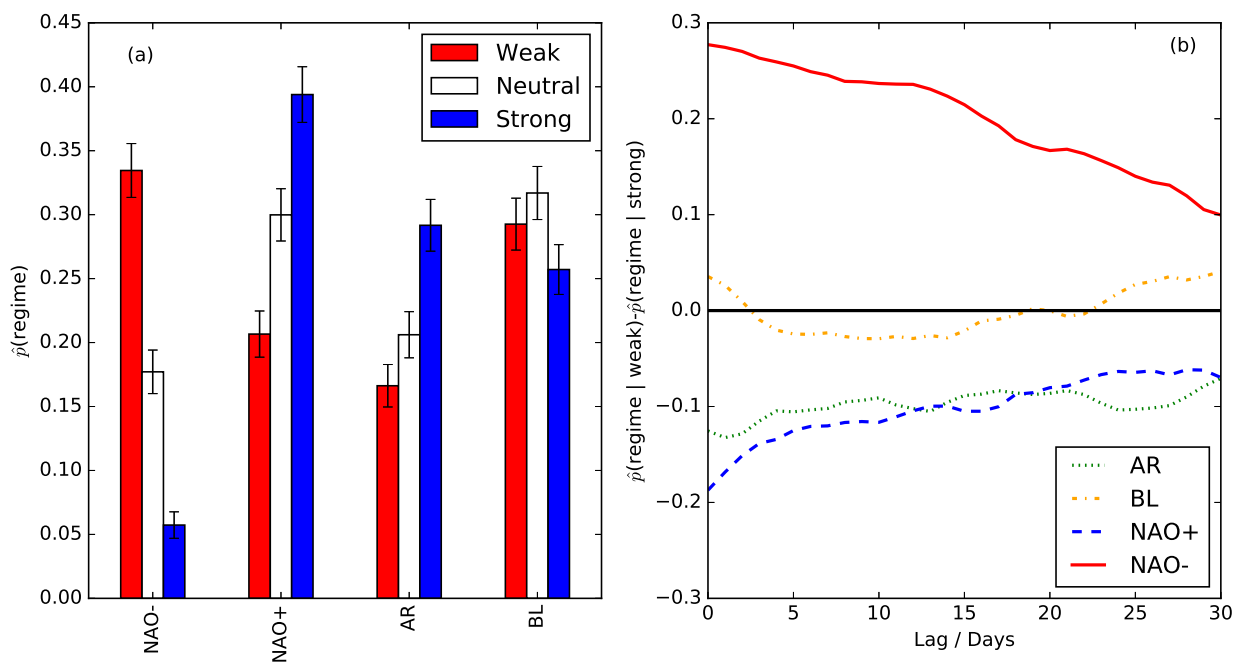 (a)
Weak
Neutral
Strong
0.45
0.40
0.35
0.30
0.25
0.20
0.15
0.10
0.05
0.00
p̂(regime)
NAO-
NAO+
AR
BL
(b)
0.3
0.2
0.1
0.0
−0.1
−0.2
−0.3
p̂(regime | weak)-p̂(regime | strong)
AR
BL
NAO+
NAO-
0 5 10 15 20 25 30
Lag / Days